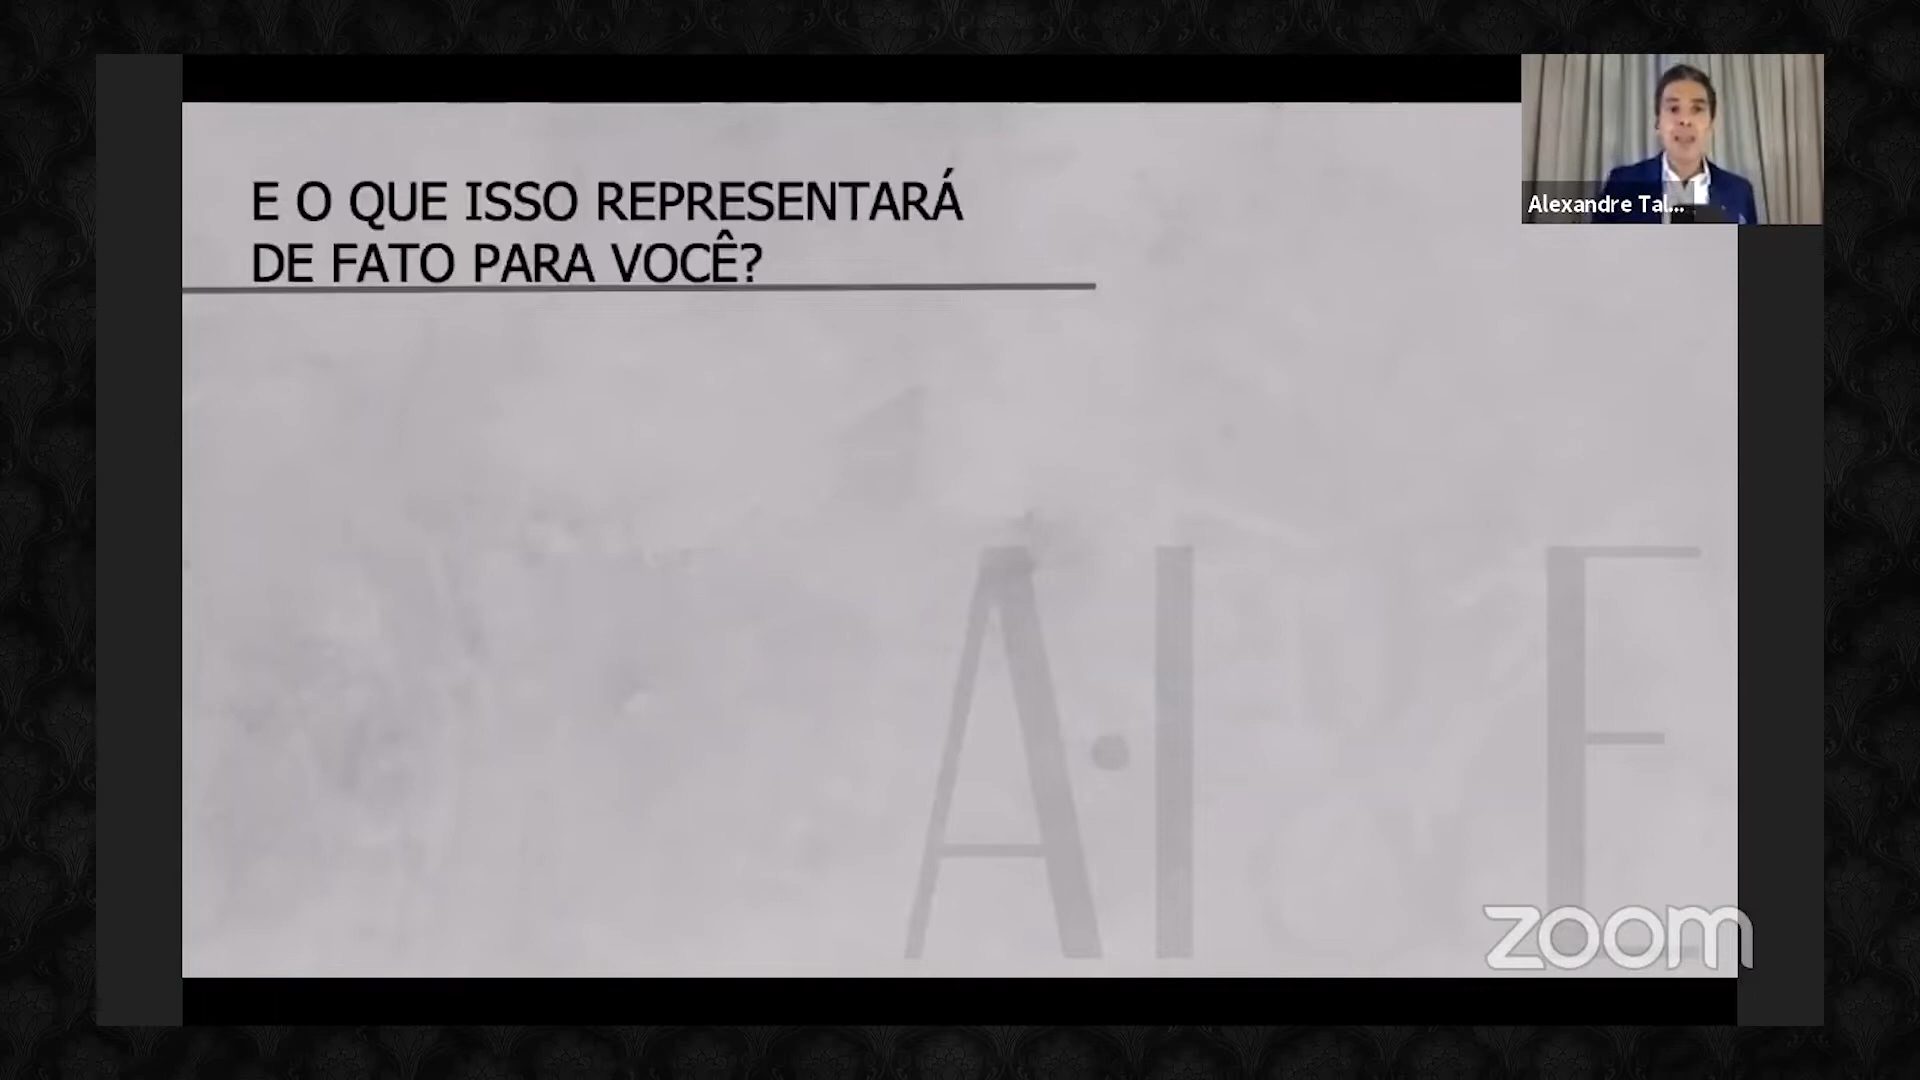 E O QUE ISSO REPRESENTARÁ
DE FATO PARA VOCÊ?
Alexandre Tal...
A·I E
zoom